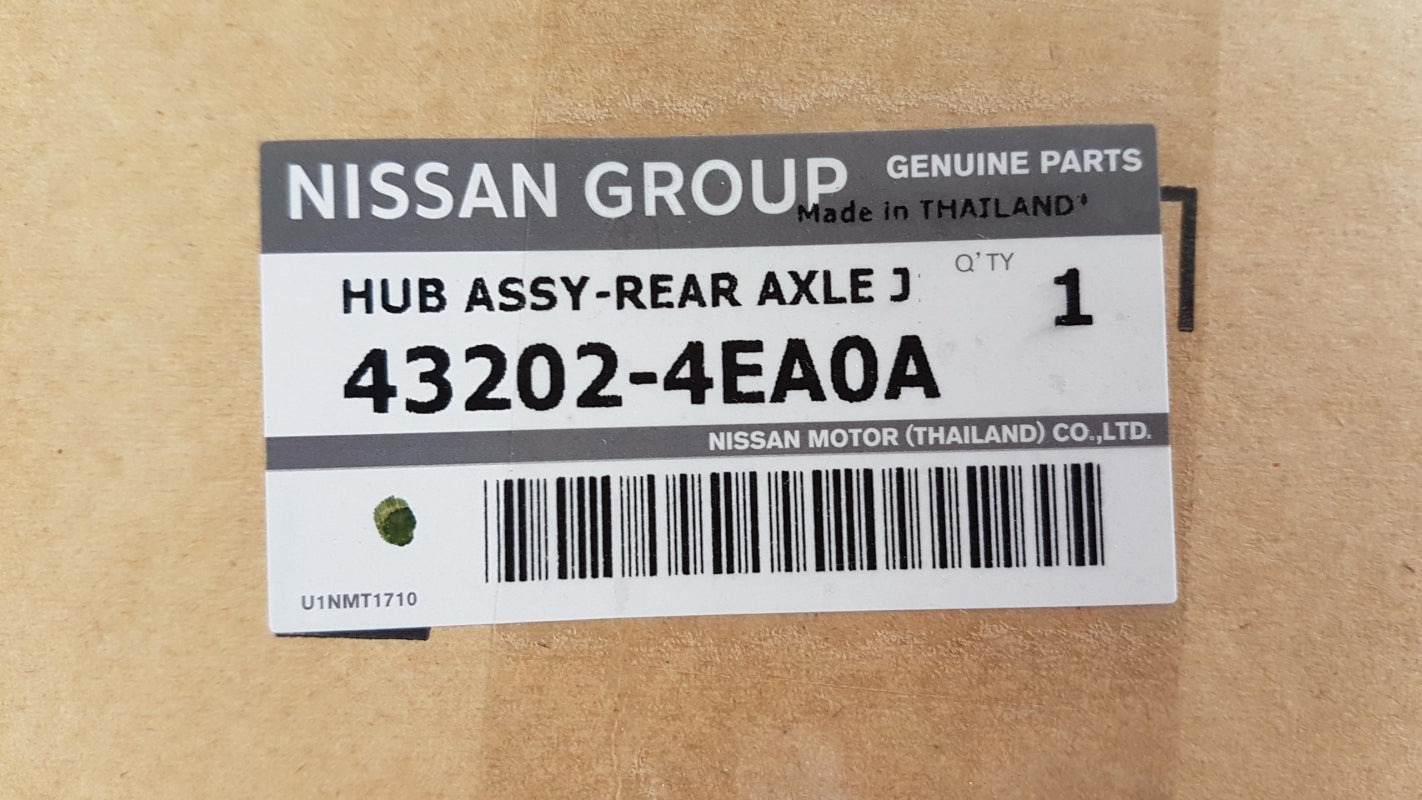 NISSAN GROUP GENUINE PARTS
Made in THAILAND*
HUB ASSY-REAR AXLE J Q'TY 1
43202-4EA0A
NISSAN MOTOR (THAILAND) CO.,LTD.
U1NMT1710